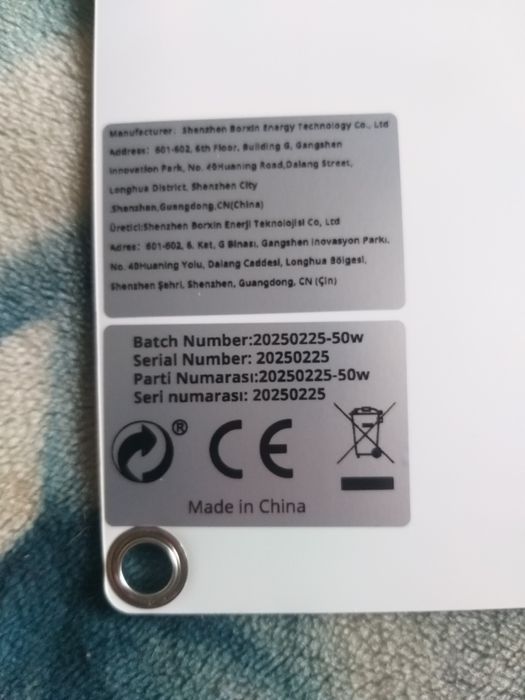 Manufacturer: Shenzhen Borxin Energy Technology Co., Ltd
Address: 601-602, 6th Floor, Building G, Gangshen
Innovation Park, No. 48Huaning Road,Dalang Street,
Longhua District, Shenzhen City
,Shenzhen,Guangdong,CN(China)
Üretici:Shenzhen Borxin Enerji Teknolojisi Co, Ltd
Adres: 601-602, 6. Kat, G Binası, Gangshen İnovasyon Parkı,
No. 48Huaning Yolu, Dalang Caddesi, Longhua Bölgesi,
Shenzhen Şehri, Shenzhen, Guangdong, CN (Çin)
Batch Number:20250225-50w
Serial Number: 20250225
Parti Numarası:20250225-50w
Seri numarası: 20250225
® CE
Made in China